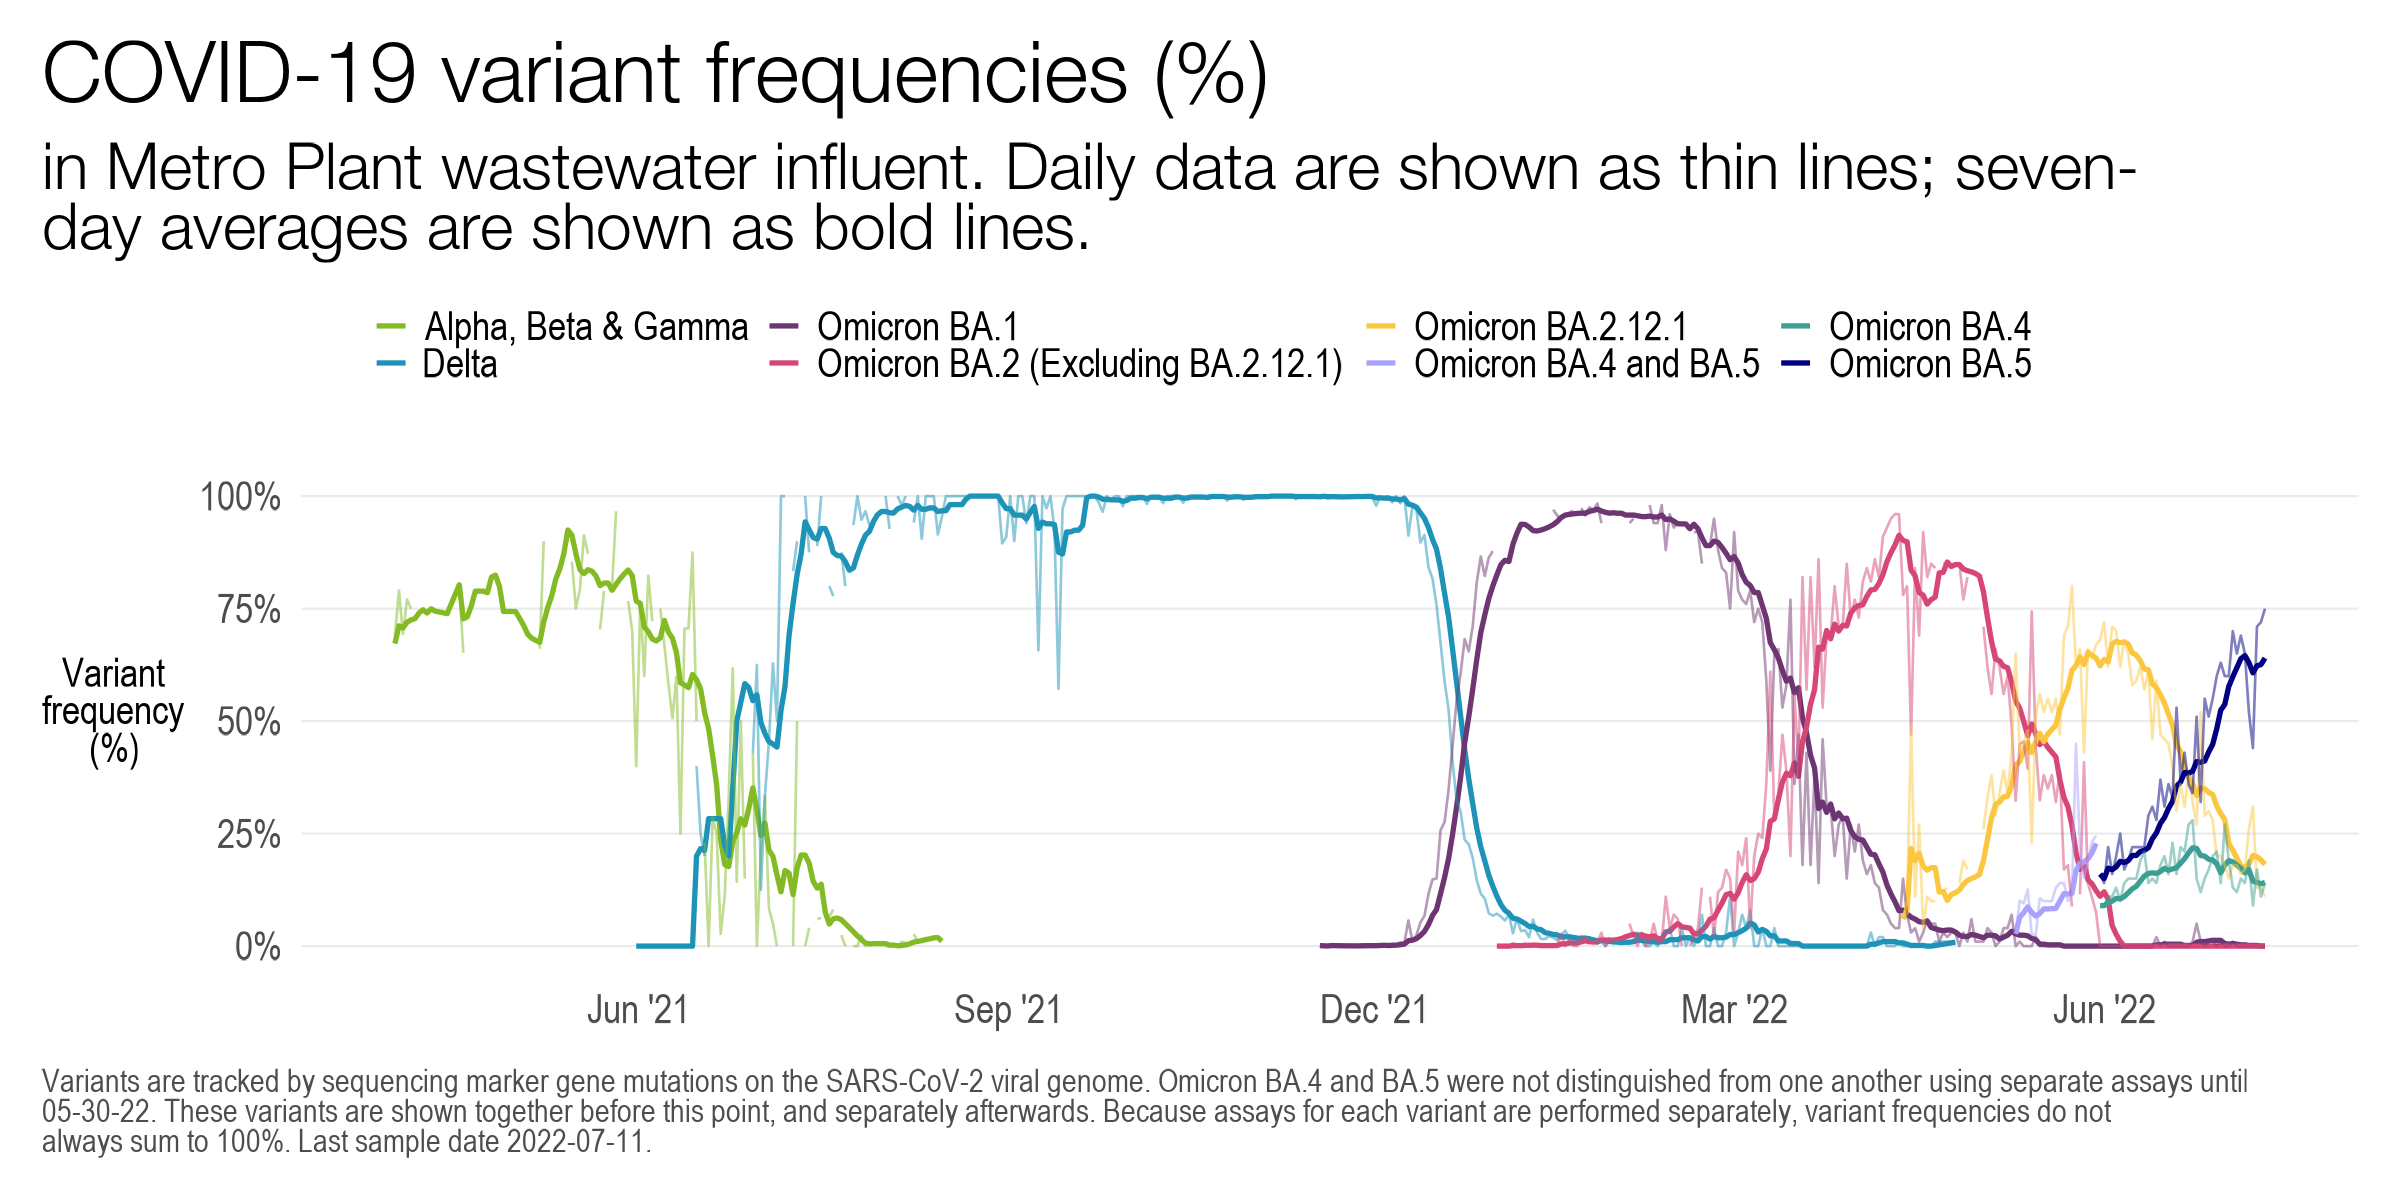 COVID-19 variant frequencies (%)
in Metro Plant wastewater influent. Daily data are shown as thin lines; seven-
day averages are shown as bold lines.
Alpha, Beta & Gamma
Omicron BA.1
Omicron BA.2.12.1
Omicron BA.4
Delta
Omicron BA.2 (Excluding BA.2.12.1)
Omicron BA.4 and BA.5
Omicron BA.5
100%
75%
50%
25%
0%
Variant
frequency
(%)
Jun '21
Sep '21
Dec '21
Mar '22
Jun '22
Variants are tracked by sequencing marker gene mutations on the SARS-CoV-2 viral genome. Omicron BA.4 and BA.5 were not distinguished from one another using separate assays until
05-30-22. These variants are shown together before this point, and separately afterwards. Because assays for each variant are performed separately, variant frequencies do not
always sum to 100%. Last sample date 2022-07-11.